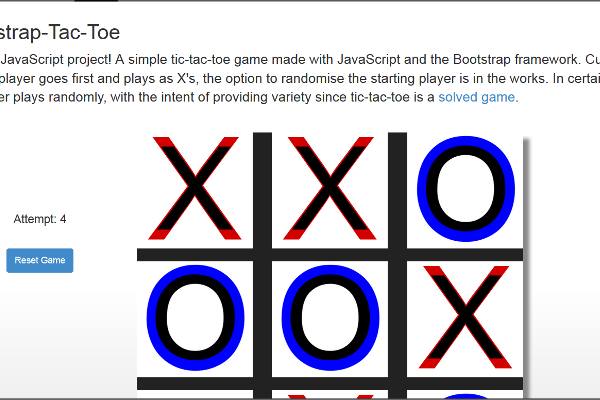 strap-Tac-Toe
JavaScript project! A simple tic-tac-toe game made with JavaScript and the Bootstrap framework. Cu
player goes first and plays as X's, the option to randomise the starting player is in the works. In certai
er plays randomly, with the intent of providing variety since tic-tac-toe is a solved game.
X X O
Attempt: 4
Reset Game
O O X